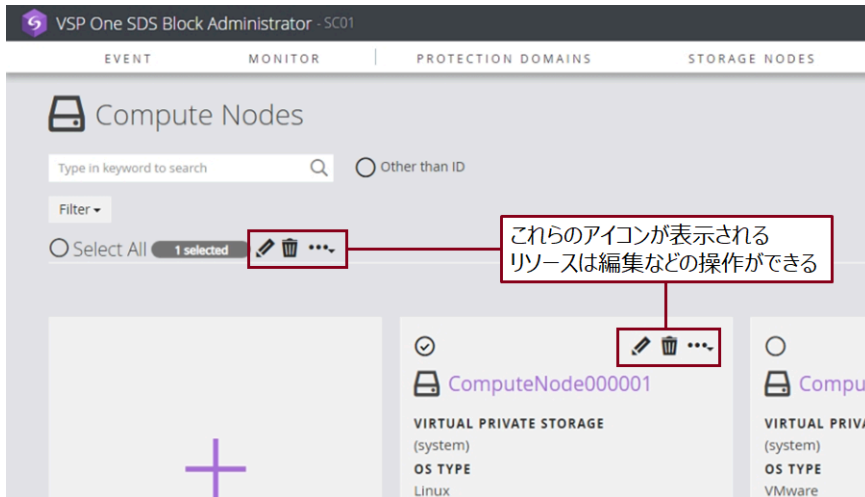 VSP One SDS Block Administrator - SC01
EVENT MONITOR PROTECTION DOMAINS STORAGE NODES
Compute Nodes
Type in keyword to search
Other than ID
Filter
Select All 1 selected
これらのアイコンが表示される
リソースは編集などの操作ができる
ComputeNode000001
VIRTUAL PRIVATE STORAGE
(system)
OS TYPE
Linux
Compu
VIRTUAL PRIVA
(system)
OS TYPE
VMware